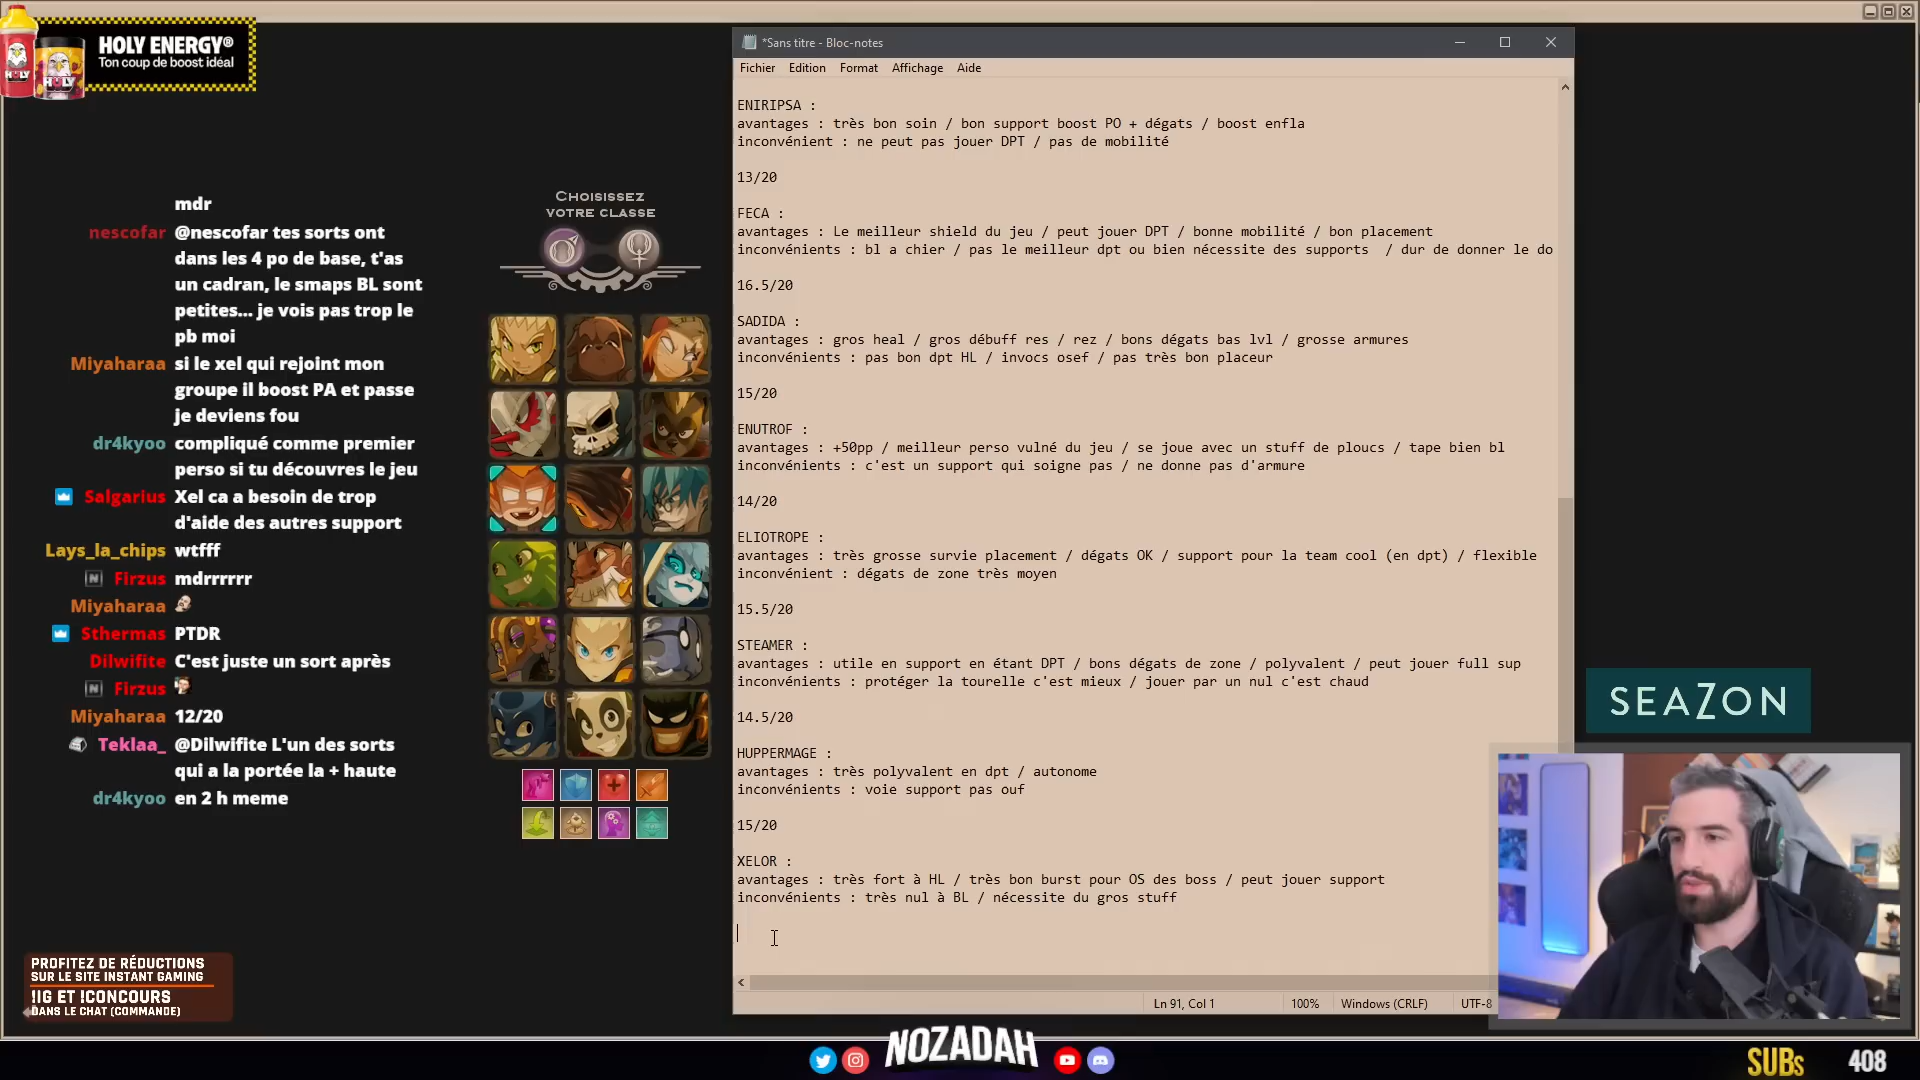 HOLY ENERGY®
Ton coup de boost idéal
mdr
nescofar @nescofar tes sorts ont
dans les 4 po de base, t'as
un cadran, le smaps BL sont
petites... je vois pas trop le
pb moi
Miyaharaa si le xel qui rejoint mon
groupe il boost PA et passe
je deviens fou
dr4kyoo compliqué comme premier
perso si tu découvres le jeu
Salgarius Xel ca a besoin de trop
d'aide des autres support
Lays_la_chips wtfff
Firzus mdrrrrrr
Miyaharaa
Sthermas PTDR
Dilwifite C'est juste un sort après
Firzus
Miyaharaa 12/20
Teklaa_ @Dilwifite L'un des sorts
qui a la portée la + haute
dr4kyoo en 2 h meme
PROFITEZ DE RÉDUCTIONS
SUR LE SITE INSTANT GAMING
!IG ET !CONCOURS
DANS LE CHAT (COMMANDE)
CHOISISSEZ
VOTRE CLASSE
*Sans titre - Bloc-notes
Fichier Edition Format Affichage Aide
ENIRIPSA :
avantages : très bon soin / bon support boost PO + dégats / boost enfla
inconvénient : ne peut pas jouer DPT / pas de mobilité
13/20
FECA :
avantages : Le meilleur shield du jeu / peut jouer DPT / bonne mobilité / bon placement
inconvénients : bl a chier / pas le meilleur dpt ou bien nécessite des supports  / dur de donner le do
16.5/20
SADIDA :
avantages : gros heal / gros débuff res / rez / bons dégats bas lvl / grosse armures
inconvénients : pas bon dpt HL / invocs osef / pas très bon placeur
15/20
ENUTROF :
avantages : +50pp / meilleur perso vulné du jeu / se joue avec un stuff de ploucs / tape bien bl
inconvénients : c'est un support qui soigne pas / ne donne pas d'armure
14/20
ELIOTROPE :
avantages : très grosse survie placement / dégats OK / support pour la team cool (en dpt) / flexible
inconvénient : dégats de zone très moyen
15.5/20
STEAMER :
avantages : utile en support en étant DPT / bons dégats de zone / polyvalent / peut jouer full sup
inconvénients : protéger la tourelle c'est mieux / jouer par un nul c'est chaud
14.5/20
HUPPERMAGE :
avantages : très polyvalent en dpt / autonome
inconvénients : voie support pas ouf
15/20
XELOR :
avantages : très fort à HL / très bon burst pour OS des boss / peut jouer support
inconvénients : très nul à BL / nécessite du gros stuff
Ln 91, Col 1 100% Windows (CRLF) UTF-8
SEAZON
NOZADAH
SUBs 408